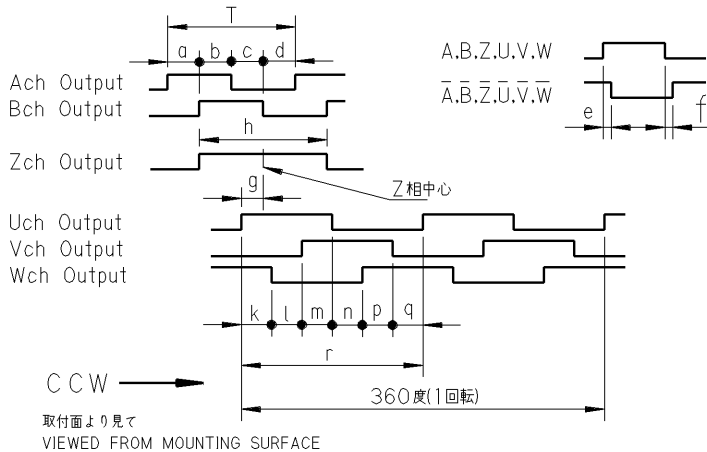 T
a b c d
Ach Output
Bch Output
h
Zch Output
g
Z相中心
A.B.Z.U.V.W
A.B.Z.U.V.W
e f
Uch Output
Vch Output
Wch Output
k l m n p q
r
CCW
360度(1回転)
取付面より見て
VIEWED FROM MOUNTING SURFACE